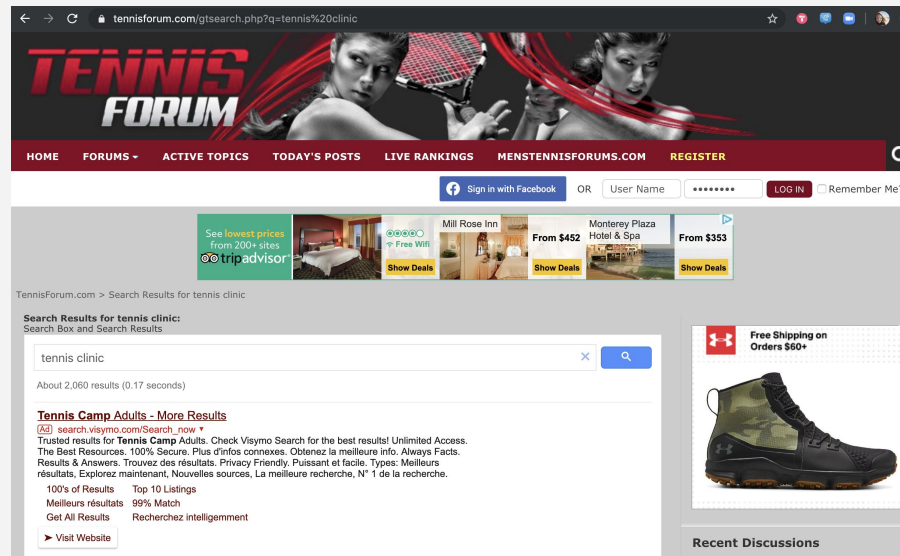 tennisforum.com/gtsearch.php?q=tennis%20clinic
TENNIS
FORUM
HOME FORUMS ACTIVE TOPICS TODAY'S POSTS LIVE RANKINGS MENSTENNISFORUMS.COM REGISTER
Sign in with Facebook OR User Name •••••••• LOG IN Remember Me?
See lowest prices
from 200+ sites
tripadvisor
Free Wifi
Show Deals
Mill Rose Inn
From $452
Show Deals
Monterey Plaza
Hotel & Spa
From $353
Show Deals
TennisForum.com > Search Results for tennis clinic
Search Results for tennis clinic:
Search Box and Search Results
tennis clinic
About 2,060 results (0.17 seconds)
Tennis Camp Adults - More Results
Ad search.visymo.com/Search_now
Trusted results for Tennis Camp Adults. Check Visymo Search for the best results! Unlimited Access.
The Best Resources. 100% Secure. Plus d'infos connexes. Obtenez la meilleure info. Always Facts.
Results & Answers. Trouvez des résultats. Privacy Friendly. Puissant et facile. Types: Meilleurs
résultats, Explorez maintenant, Nouvelles sources, La meilleure recherche, N° 1 de la recherche.
100's of Results Top 10 Listings
Meilleurs résultats 99% Match
Get All Results Recherchez intelligemment
➤ Visit Website
Free Shipping on
Orders $60+
Recent Discussions